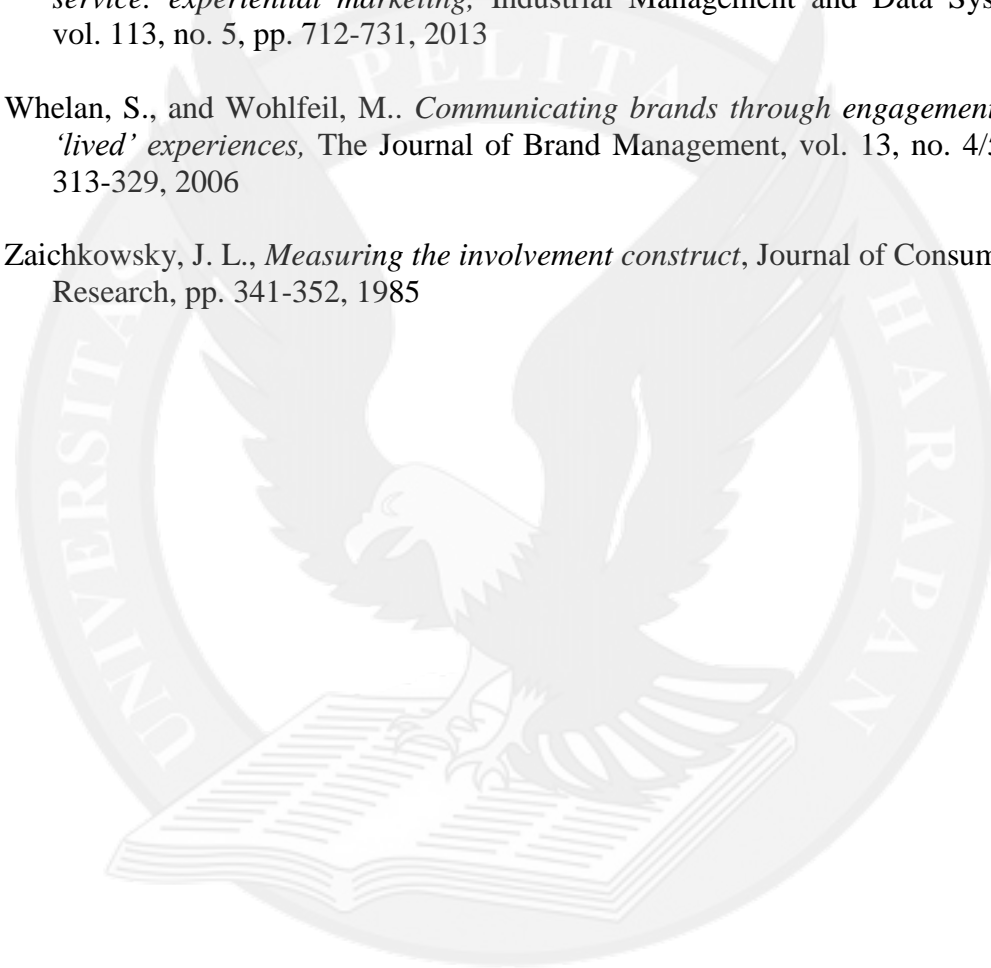 service: experiential marketing, Industrial Management and Data Sys
vol. 113, no. 5, pp. 712-731, 2013
Whelan, S., and Wohlfeil, M.. Communicating brands through engagement
‘lived’ experiences, The Journal of Brand Management, vol. 13, no. 4/5
313-329, 2006
Zaichkowsky, J. L., Measuring the involvement construct, Journal of Consum
Research, pp. 341-352, 1985
UNIVERSITAS PELITA HARAPAN